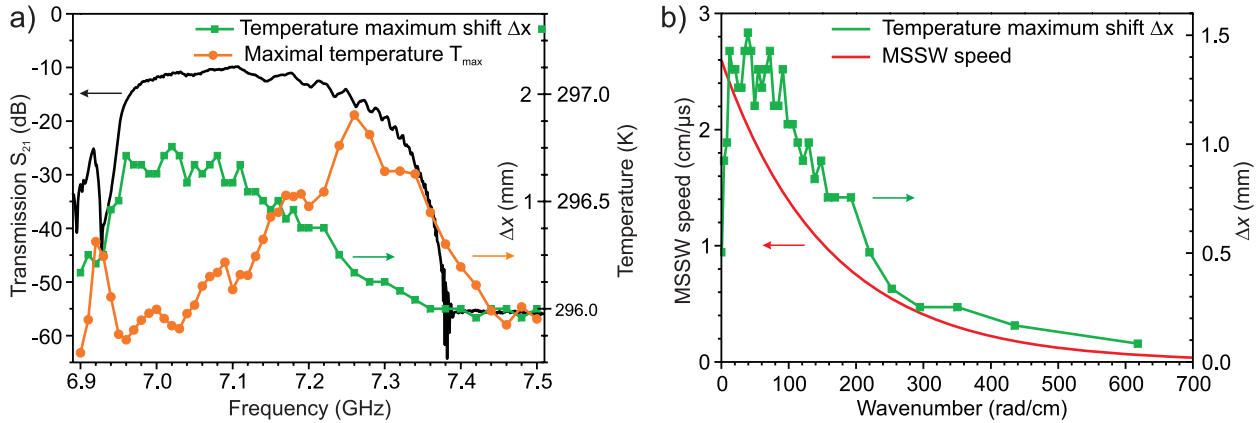 a)
Temperature maximum shift Δx
Maximal temperature T_max
Transmission S_21 (dB)
0
-10
-20
-30
-40
-50
-60
2
1
0
Δx (mm)
297.0
296.5
296.0
Temperature (K)
6.9 7.0 7.1 7.2 7.3 7.4 7.5
Frequency (GHz)
b)
Temperature maximum shift Δx
MSSW speed
MSSW speed (cm/μs)
3
2
1
0
1.5
1.0
0.5
0.0
Δx (mm)
0 100 200 300 400 500 600 700
Wavenumber (rad/cm)